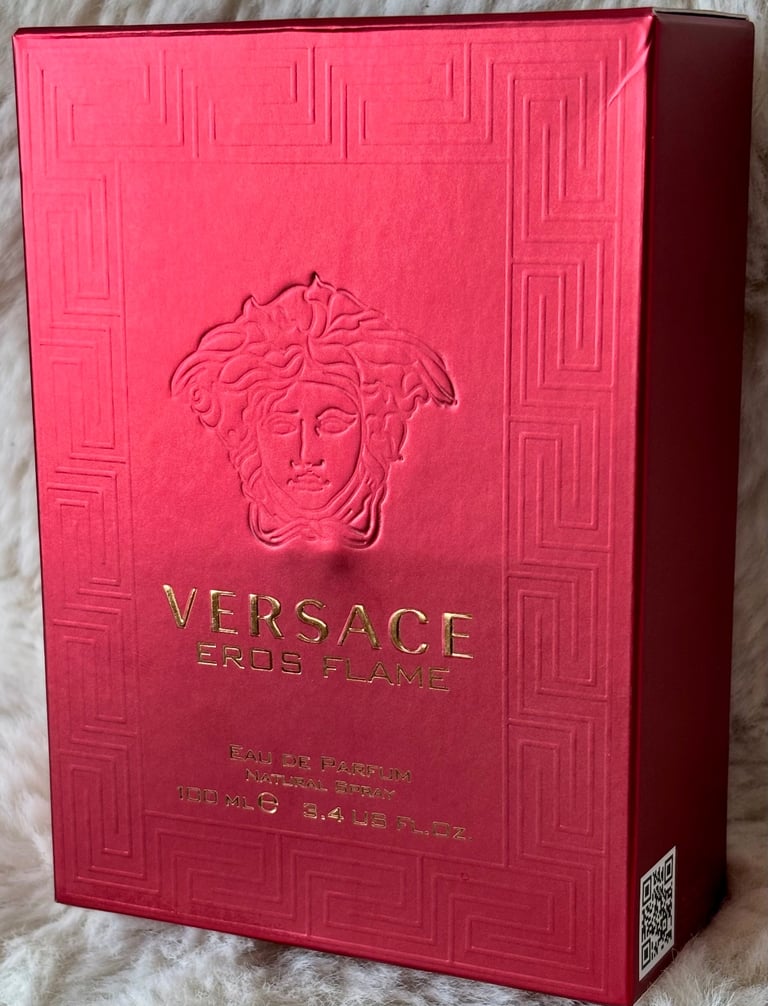 VERSACE
EROS FLAME
EAU DE PARFUM
NATURAL SPRAY
100 ML ℮ 3.4 US FL.OZ.